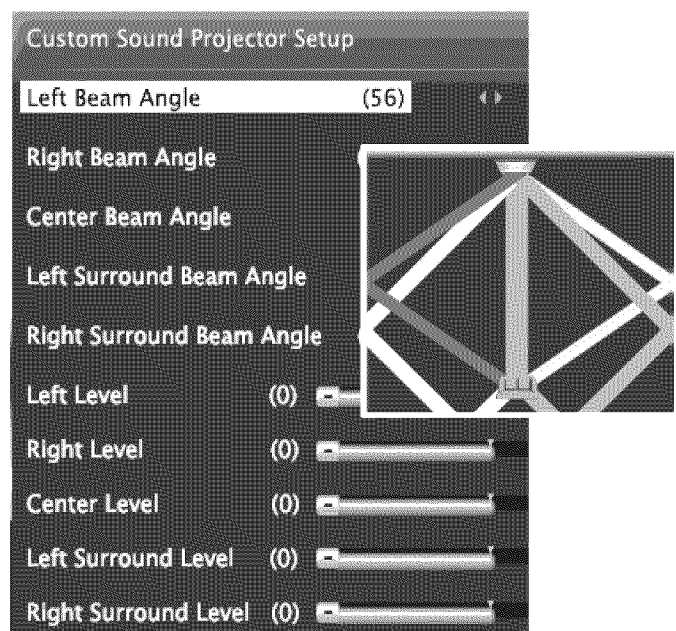 Custom Sound Projector Setup
Left Beam Angle (56)
Right Beam Angle
Center Beam Angle
Left Surround Beam Angle
Right Surround Beam Angle
Left Level (0)
Right Level (0)
Center Level (0)
Left Surround Level (0)
Right Surround Level (0)